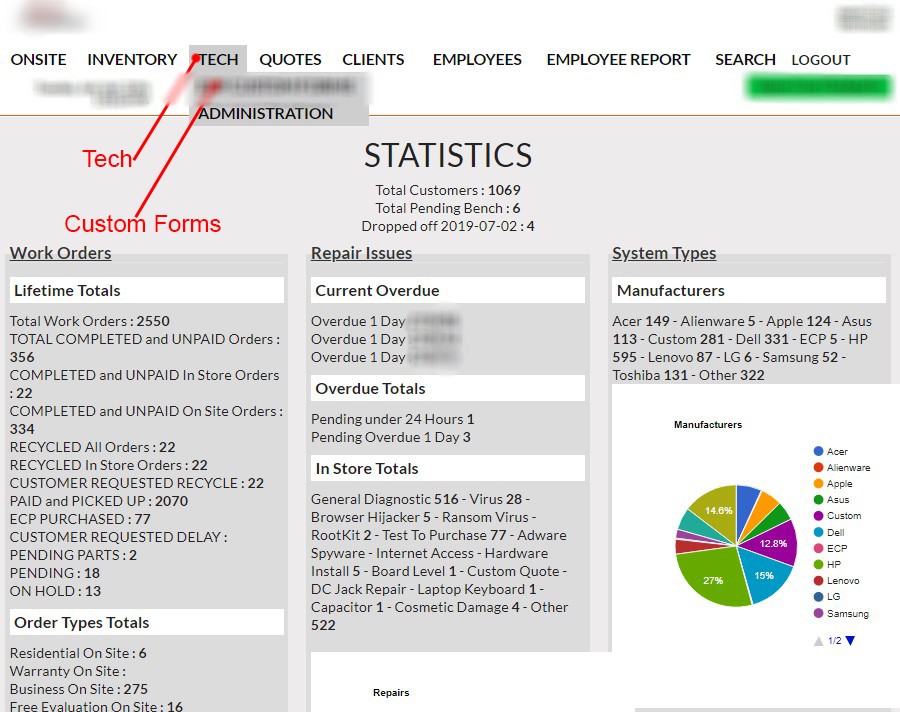 ONSITE INVENTORY TECH QUOTES CLIENTS EMPLOYEES EMPLOYEE REPORT SEARCH LOGOUT
ADMINISTRATION
Tech
Custom Forms
STATISTICS
Total Customers : 1069
Total Pending Bench : 6
Dropped off 2019-07-02 : 4
Work Orders
Lifetime Totals
Total Work Orders : 2550
TOTAL COMPLETED and UNPAID Orders :
356
COMPLETED and UNPAID In Store Orders
: 22
COMPLETED and UNPAID On Site Orders :
334
RECYCLED All Orders : 22
RECYCLED In Store Orders : 22
CUSTOMER REQUESTED RECYCLE : 22
PAID and PICKED UP : 2070
ECP PURCHASED : 77
CUSTOMER REQUESTED DELAY :
PENDING PARTS : 2
PENDING : 18
ON HOLD : 13
Order Types Totals
Residential On Site : 6
Warranty On Site :
Business On Site : 275
Free Evaluation On Site : 16
Repair Issues
Current Overdue
Overdue 1 Day
Overdue 1 Day
Overdue 1 Day
Overdue Totals
Pending under 24 Hours 1
Pending Overdue 1 Day 3
In Store Totals
General Diagnostic 516 - Virus 28 -
Browser Hijacker 5 - Ransom Virus -
RootKit 2 - Test To Purchase 77 - Adware
Spyware - Internet Access - Hardware
Install 5 - Board Level 1 - Custom Quote -
DC Jack Repair - Laptop Keyboard 1 -
Capacitor 1 - Cosmetic Damage 4 - Other
522
Repairs
System Types
Manufacturers
Acer 149 - Alienware 5 - Apple 124 - Asus
113 - Custom 281 - Dell 331 - ECP 5 - HP
595 - Lenovo 87 - LG 6 - Samsung 52 -
Toshiba 131 - Other 322
Manufacturers
14.6%
12.8%
15%
27%
Acer
Alienware
Apple
Asus
Custom
Dell
ECP
HP
Lenovo
LG
Samsung
1/2